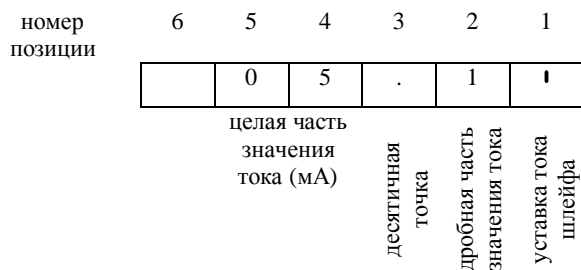 номер позиции 6 5 4 3 2 1
0 5 . 1 ı
целая часть
значения
тока (мА)
десятичная
точка
дробная часть
значения тока
уставка тока
шлейфа